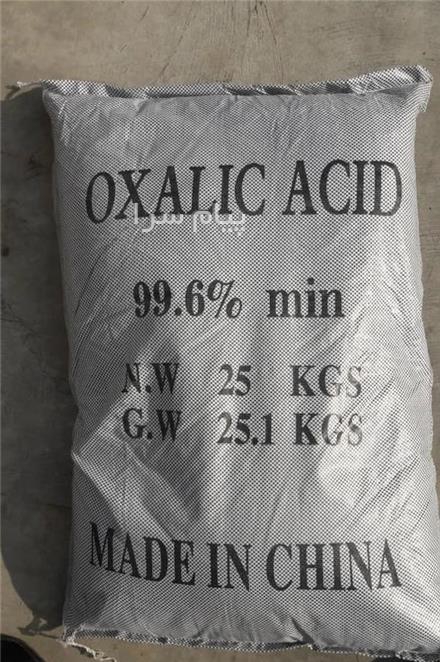 OXALIC ACID
پیام سرا
99.6% min
N.W 25 KGS
G.W 25.1 KGS
MADE IN CHINA